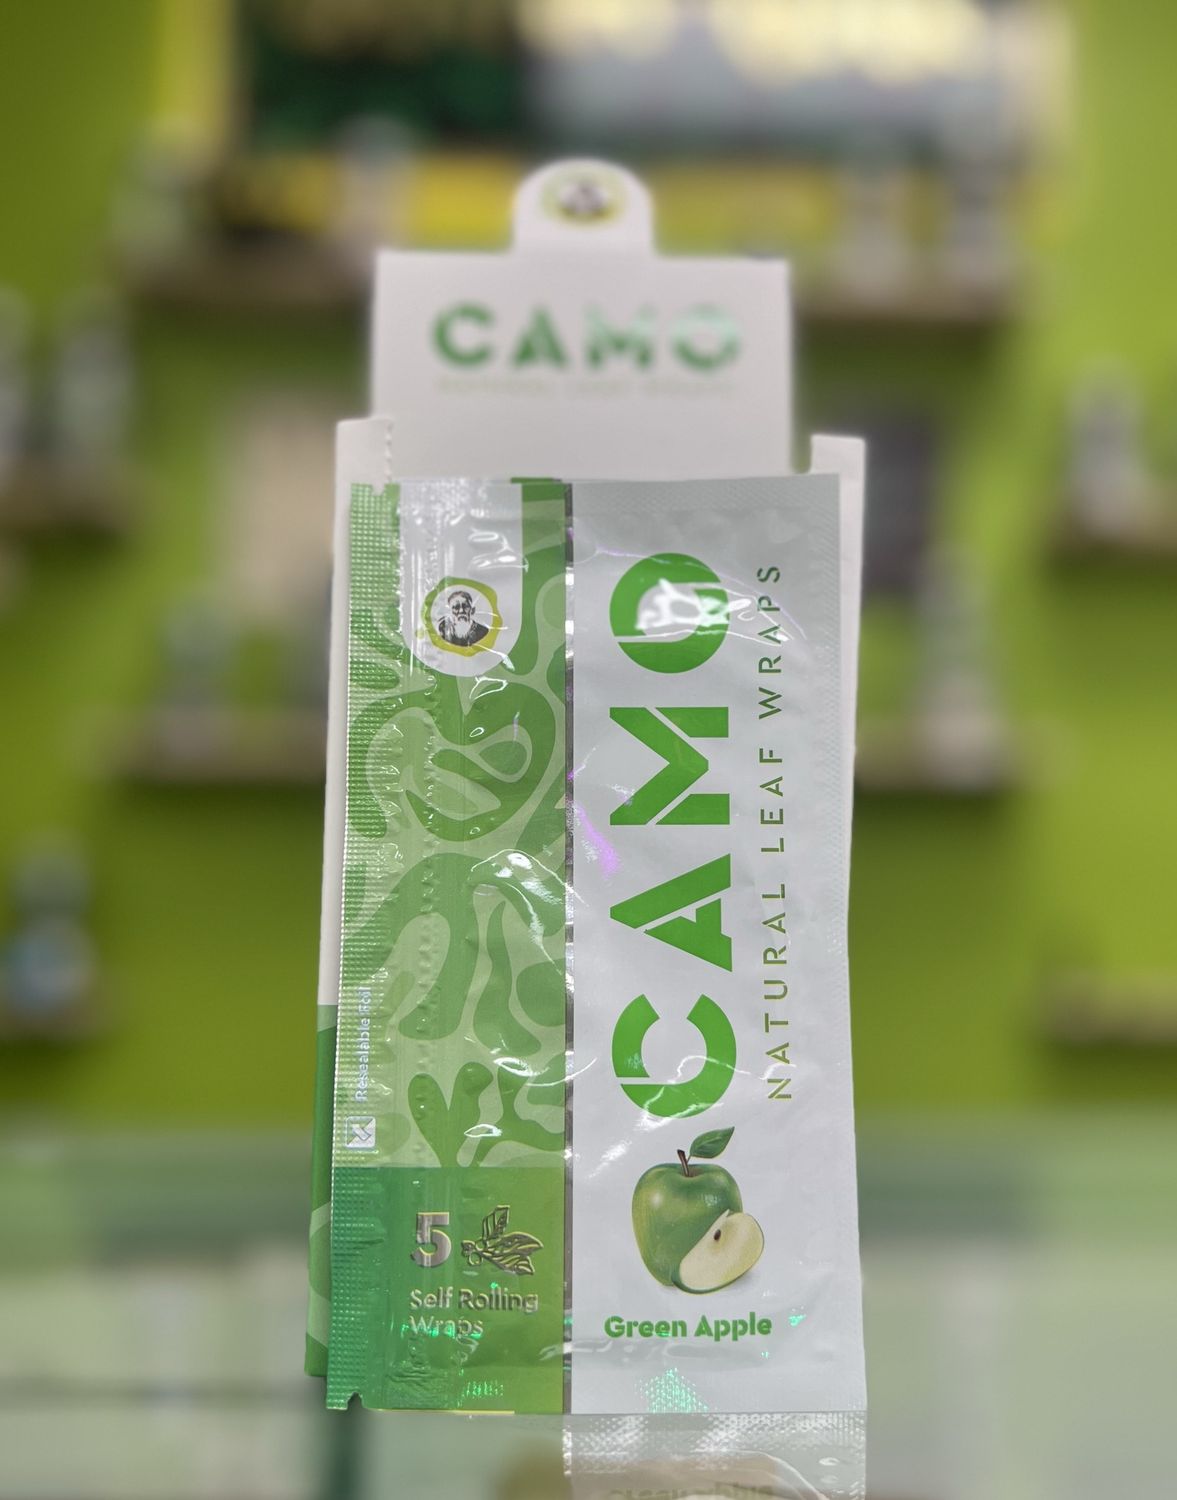 CAMO
CAMO
NATURAL LEAF WRAPS
Resealable Foil
5
Self Rolling
Wraps
Green Apple